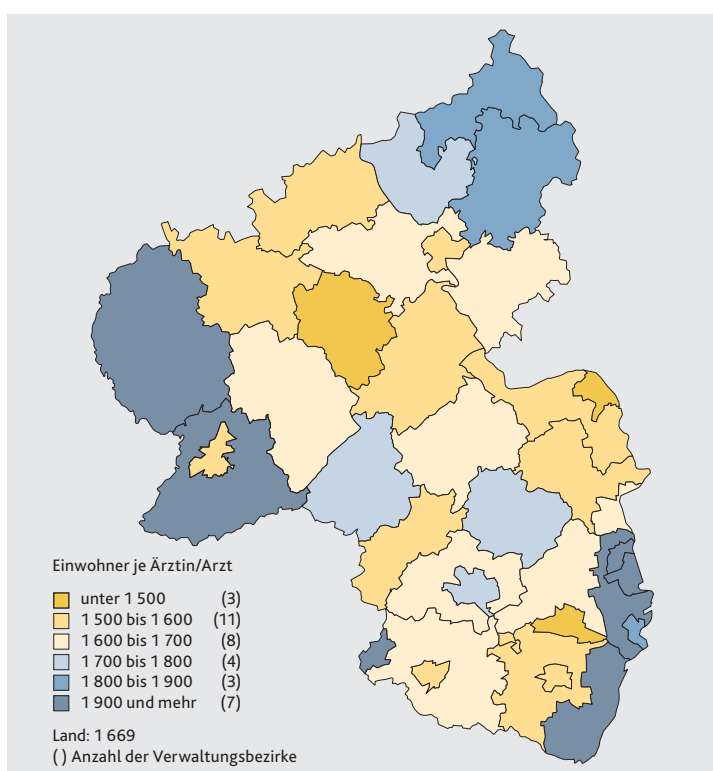 Einwohner je Ärztin/Arzt
unter 1 500 (3)
1 500 bis 1 600 (11)
1 600 bis 1 700 (8)
1 700 bis 1 800 (4)
1 800 bis 1 900 (3)
1 900 und mehr (7)
Land: 1 669
( ) Anzahl der Verwaltungsbezirke